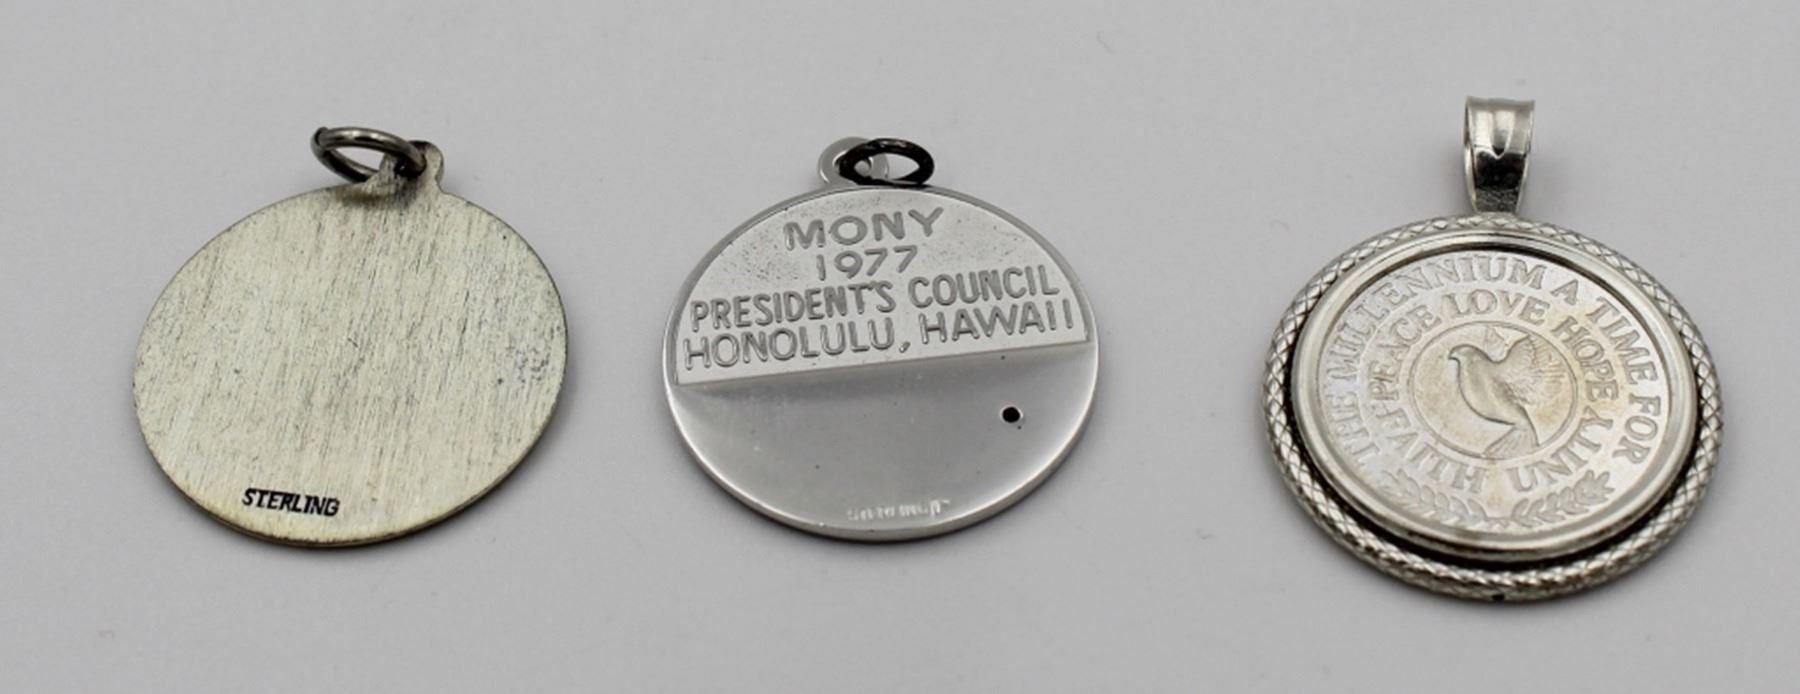 STERLING
MONY
1977
PRESIDENT'S COUNCIL
HONOLULU, HAWAII
THE MILLENNIUM A TIME FOR
PEACE LOVE HOPE
FAITH UNITY